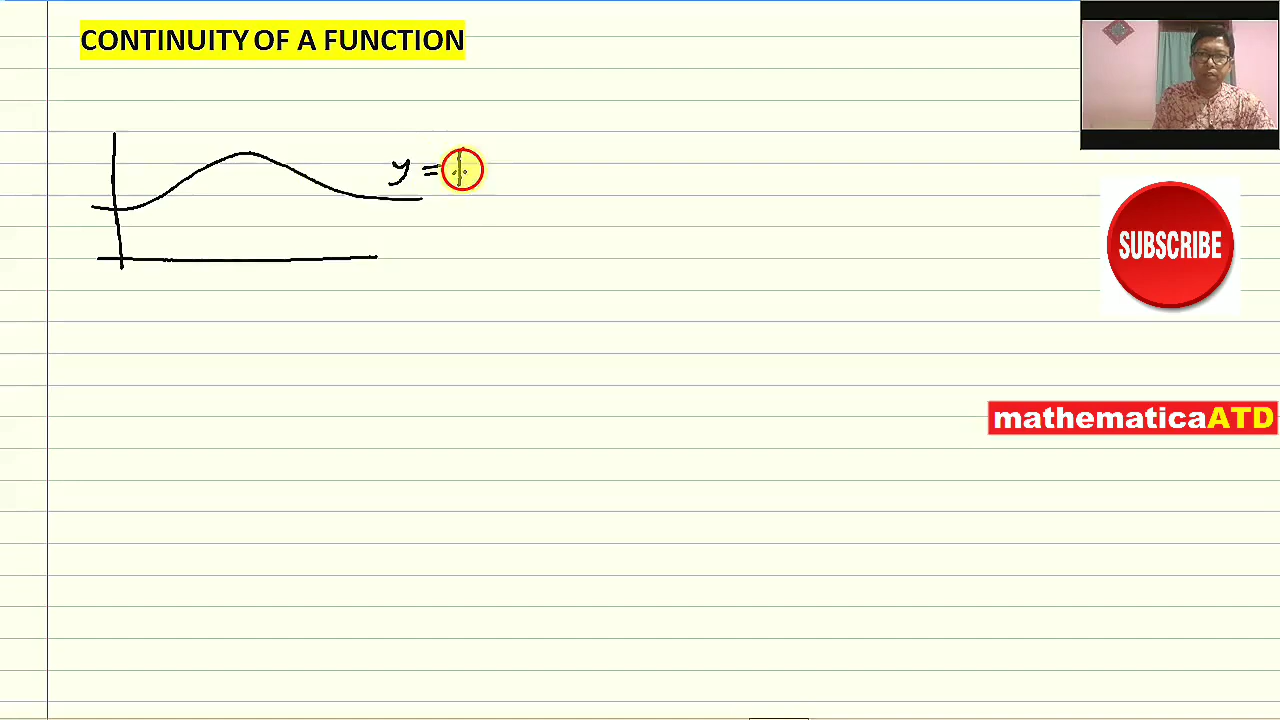 CONTINUITY OF A FUNCTION
y =
SUBSCRIBE
mathematicaATD